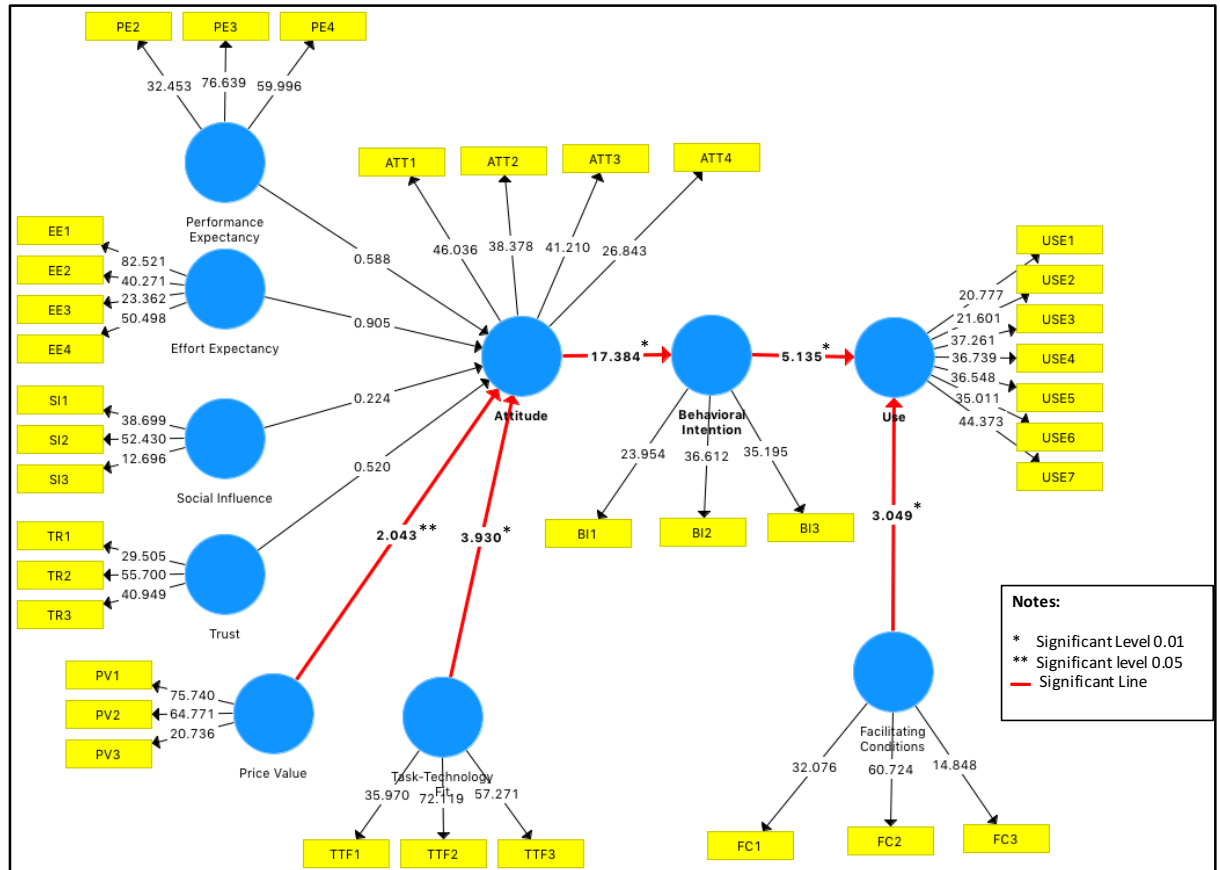 PE2
PE3
PE4
32.453
76.639
59.996
Performance
Expectancy
ATT1
ATT2
ATT3
ATT4
46.036
38.378
41.210
26.843
EE1
EE2
EE3
EE4
82.521
40.271
23.362
50.498
Effort Expectancy
0.588
0.905
0.224
0.520
SI1
SI2
SI3
38.699
52.430
12.696
Social Influence
TR1
TR2
TR3
29.505
55.700
40.949
Trust
PV1
PV2
PV3
75.740
64.771
20.736
Price Value
2.043**
3.930*
Attitude
17.384*
Behavioral
Intention
5.135*
Use
23.954
36.612
35.195
BI1
BI2
BI3
USE1
USE2
USE3
USE4
USE5
USE6
USE7
20.777
21.601
37.261
36.739
36.548
35.011
44.373
3.049*
Task-Technology
Fit
35.970
72.119
57.271
TTF1
TTF2
TTF3
Facilitating
Conditions
32.076
60.724
14.848
FC1
FC2
FC3
Notes:
* Significant Level 0.01
** Significant level 0.05
Significant Line